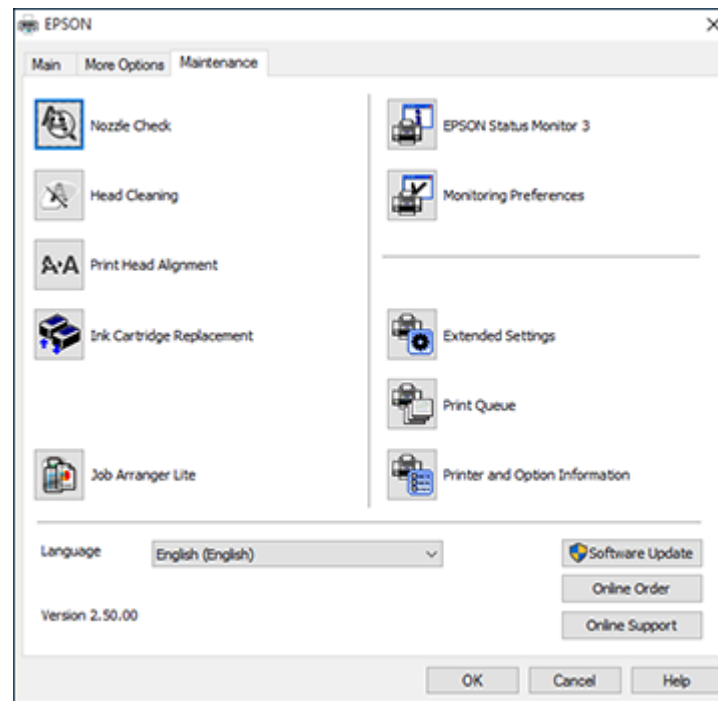 EPSON
Main More Options Maintenance
Nozzle Check
Head Cleaning
A·A Print Head Alignment
Ink Cartridge Replacement
Job Arranger Lite
EPSON Status Monitor 3
Monitoring Preferences
Extended Settings
Print Queue
Printer and Option Information
Language English (English)
Version 2.50.00
Software Update
Online Order
Online Support
OK Cancel Help